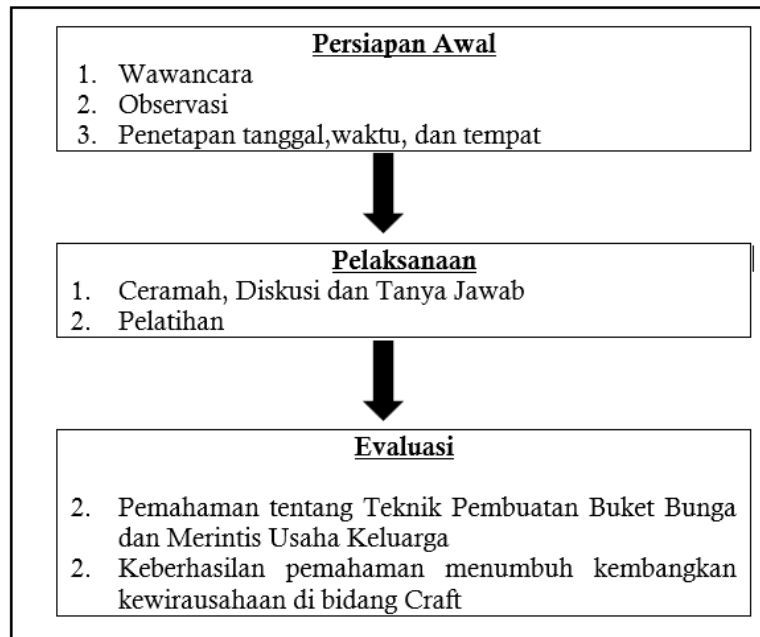 Persiapan Awal
1. Wawancara
2. Observasi
3. Penetapan tanggal,waktu, dan tempat
Pelaksanaan
1. Ceramah, Diskusi dan Tanya Jawab
2. Pelatihan
Evaluasi
2. Pemahaman tentang Teknik Pembuatan Buket Bunga
dan Merintis Usaha Keluarga
2. Keberhasilan pemahaman menumbuh kembangkan
kewirausahaan di bidang Craft